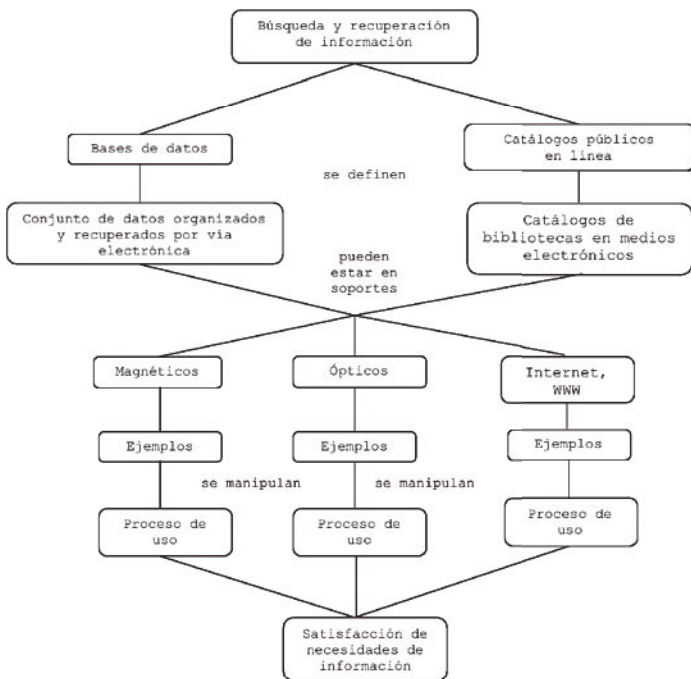 Búsqueda y recuperación
de información
Bases de datos
Catálogos públicos
en línea
se definen
Conjunto de datos organizados
y recuperados por vía
electrónica
Catálogos de
bibliotecas en medios
electrónicos
pueden
estar en
soportes
Magnéticos
Ópticos
Internet,
WWW
Ejemplos
Ejemplos
Ejemplos
se manipulan
se manipulan
Proceso de
uso
Proceso de
uso
Proceso de
uso
Satisfacción de
necesidades de
información